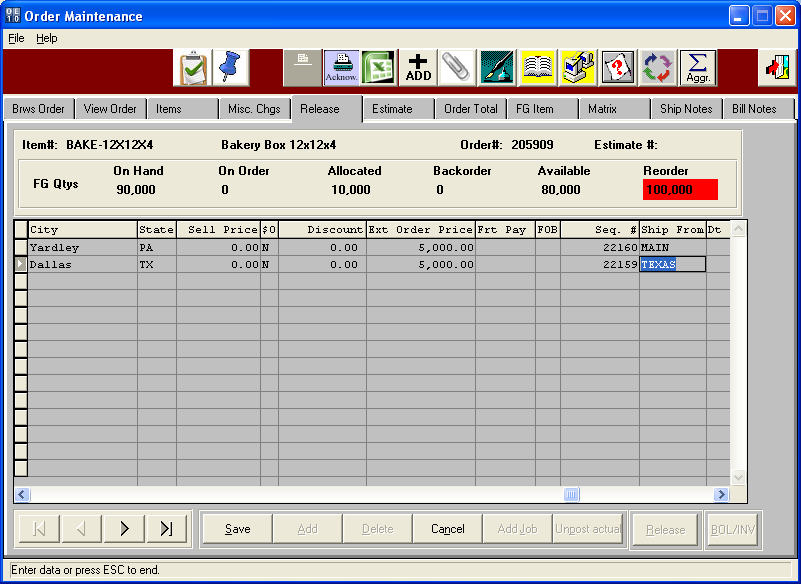 Order Maintenance
File Help
Acknow. ADD Aggr.
Brws Order View Order Items Misc. Chgs Release Estimate Order Total FG Item Matrix Ship Notes Bill Notes
Item#: BAKE-12X12X4 Bakery Box 12x12x4 Order#: 205909 Estimate #:
On Hand On Order Allocated Backorder Available Reorder
FG Qtys 90,000 0 10,000 0 80,000 100,000
City State Sell Price $0 Discount Ext Order Price Frt Pay FOB Seq. # Ship From Dt
Yardley PA 0.00 N 0.00 5,000.00 22160 MAIN
Dallas TX 0.00 N 0.00 5,000.00 22159 TEXAS
Save Add Delete Cancel Add Job Unpost actual Release BOL/INV
Enter data or press ESC to end.